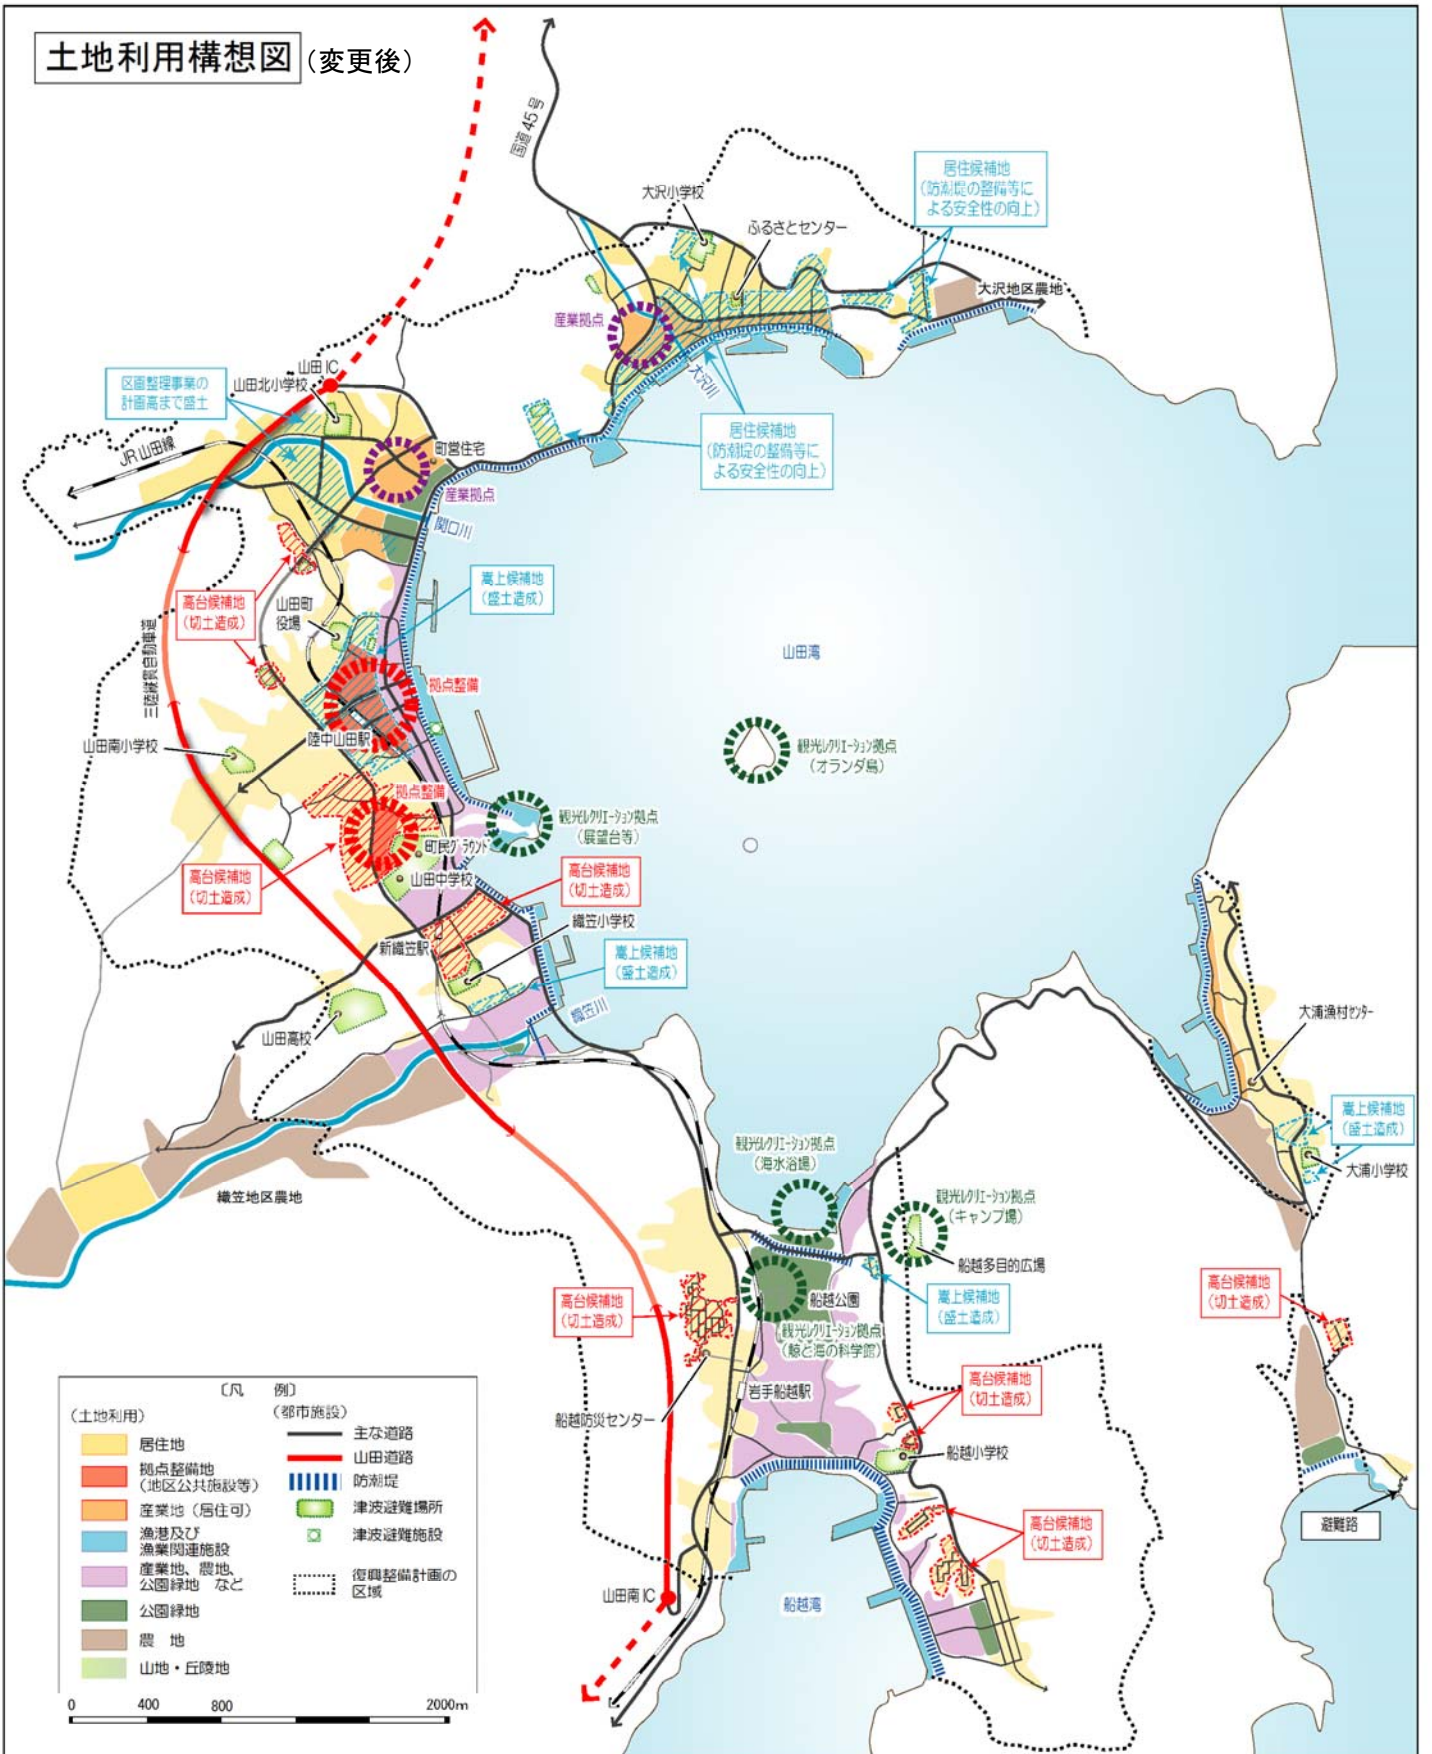 土地利用構想図 (変更後)
国道45号
居住候補地
(防潮堤の整備等に
よる安全性の向上)
大沢小学校
ふるさとセンター
大沢地区農地
産業拠点
大沢川
山田IC
山田北小学校
区画整理事業の
計画高まで盛土
JR山田線
町営住宅
産業拠点
関口川
居住候補地
(防潮堤の整備等に
よる安全性の向上)
嵩上候補地
(盛土造成)
高台候補地
(切土造成)
山田町
役場
三陸縦貫自動車道
山田湾
拠点整備
陸中山田駅
山田南小学校
観光レクリエーション拠点
(オランダ島)
拠点整備
観光レクリエーション拠点
(展望台等)
町民グラウンド
山田中学校
高台候補地
(切土造成)
高台候補地
(切土造成)
織笠小学校
新織笠駅
嵩上候補地
(盛土造成)
織笠川
山田高校
大浦漁村センター
嵩上候補地
(盛土造成)
大浦小学校
観光レクリエーション拠点
(海水浴場)
織笠地区農地
観光レクリエーション拠点
(キャンプ場)
船越多目的広場
高台候補地
(切土造成)
高台候補地
(切土造成)
船越公園
嵩上候補地
(盛土造成)
観光レクリエーション拠点
(鯨と海の科学館)
岩手船越駅
高台候補地
(切土造成)
船越防災センター
船越小学校
避難路
高台候補地
(切土造成)
山田南IC
船越湾
〔凡 例〕
(土地利用)
居住地
拠点整備地
(地区公共施設等)
産業地(居住可)
漁港及び
漁業関連施設
産業地、農地、
公園緑地 など
公園緑地
農 地
山地・丘陵地
(都市施設)
主な道路
山田道路
防潮堤
津波避難場所
津波避難施設
復興整備計画の
区域
0 400 800 2000m